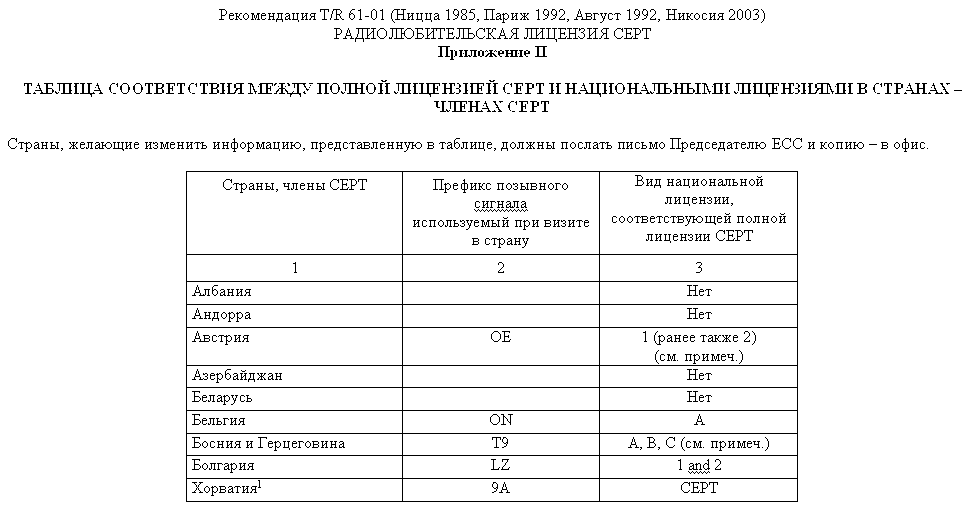 Рекомендация T/R 61-01 (Ницца 1985, Париж 1992, Август 1992, Никосия 2003)
РАДИОЛЮБИТЕЛЬСКАЯ ЛИЦЕНЗИЯ СЕРТ
Приложение II
ТАБЛИЦА СООТВЕТСТВИЯ МЕЖДУ ПОЛНОЙ ЛИЦЕНЗИЕЙ СЕРТ И НАЦИОНАЛЬНЫМИ ЛИЦЕНЗИЯМИ В СТРАНАХ –
ЧЛЕНАХ СЕРТ
Страны, желающие изменить информацию, представленную в таблице, должны послать письмо Председателю ЕСС и копию – в офис.
Страны, члены СЕРТ
Префикс позывного
сигнала
используемый при визите
в страну
Вид национальной
лицензии,
соответствующей полной
лицензии СЕРТ
1 2 3
Албания Нет
Андорра Нет
Австрия OE 1 (ранее также 2)
(см. примеч.)
Азербайджан Нет
Беларусь Нет
Бельгия ON A
Босния и Герцеговина T9 A, B, C (см. примеч.)
Болгария LZ 1 and 2
Хорватия1 9A СЕРТ